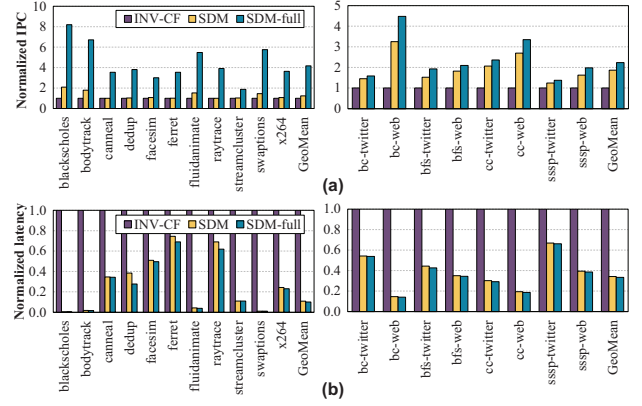 Normalized IPC
10
8
6
4
2
0
INV-CF SDM SDM-full
blackscholes
bodytrack
canneal
dedup
facesim
ferret
fluidanimate
raytrace
streamcluster
swaptions
x264
GeoMean
5
4
3
2
1
0
INV-CF SDM SDM-full
bc-twitter
bc-web
bfs-twitter
bfs-web
cc-twitter
cc-web
sssp-twitter
sssp-web
GeoMean
(a)
Normalized latency
1.0
0.8
0.6
0.4
0.2
0.0
INV-CF SDM SDM-full
blackscholes
bodytrack
canneal
dedup
facesim
ferret
fluidanimate
raytrace
streamcluster
swaptions
x264
GeoMean
1.0
0.8
0.6
0.4
0.2
0.0
bc-twitter
bc-web
bfs-twitter
bfs-web
cc-twitter
cc-web
sssp-twitter
sssp-web
GeoMean
(b)